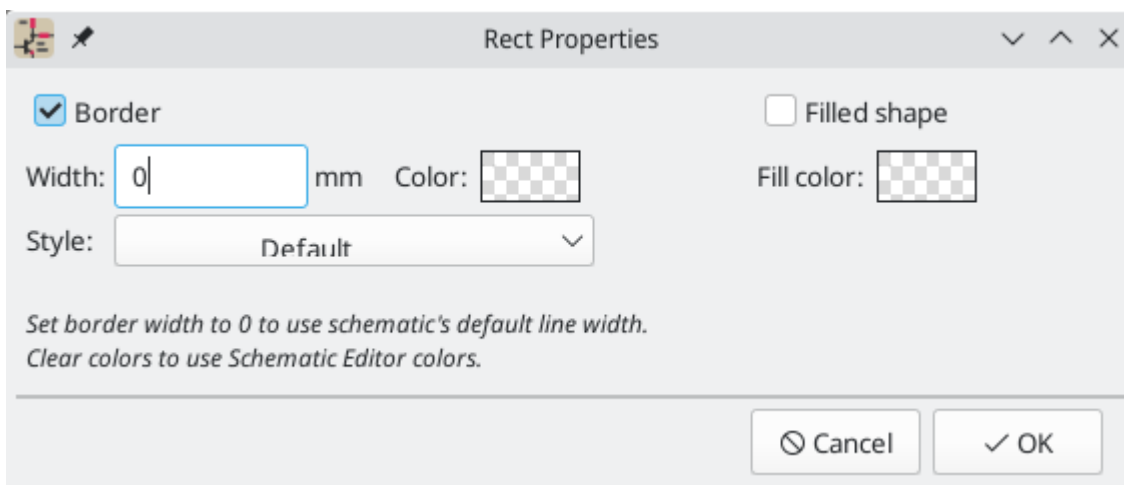 Rect Properties
Border
Filled shape
Width: 0 mm Color:
Fill color:
Style: Default
Set border width to 0 to use schematic's default line width.
Clear colors to use Schematic Editor colors.
Cancel
OK